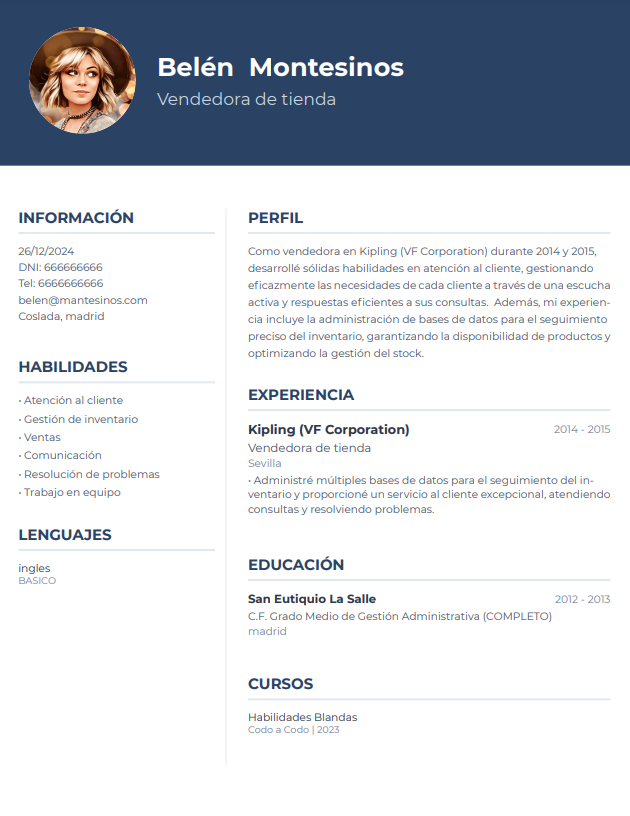 Belén Montesinos
Vendedora de tienda
INFORMACIÓN
26/12/2024
DNI: 666666666
Tel: 6666666666
belen@mantesinos.com
Coslada, madrid
HABILIDADES
· Atención al cliente
· Gestión de inventario
· Ventas
· Comunicación
· Resolución de problemas
· Trabajo en equipo
LENGUAJES
ingles
BASICO
PERFIL
Como vendedora en Kipling (VF Corporation) durante 2014 y 2015,
desarrollé sólidas habilidades en atención al cliente, gestionando
eficazmente las necesidades de cada cliente a través de una escucha
activa y respuestas eficientes a sus consultas. Además, mi experien-
cia incluye la administración de bases de datos para el seguimiento
preciso del inventario, garantizando la disponibilidad de productos y
optimizando la gestión del stock.
EXPERIENCIA
Kipling (VF Corporation) 2014 - 2015
Vendedora de tienda
Sevilla
· Administré múltiples bases de datos para el seguimiento del in-
ventario y proporcioné un servicio al cliente excepcional, atendiendo
consultas y resolviendo problemas.
EDUCACIÓN
San Eutiquio La Salle 2012 - 2013
C.F. Grado Medio de Gestión Administrativa (COMPLETO)
madrid
CURSOS
Habilidades Blandas
Codo a Codo | 2023